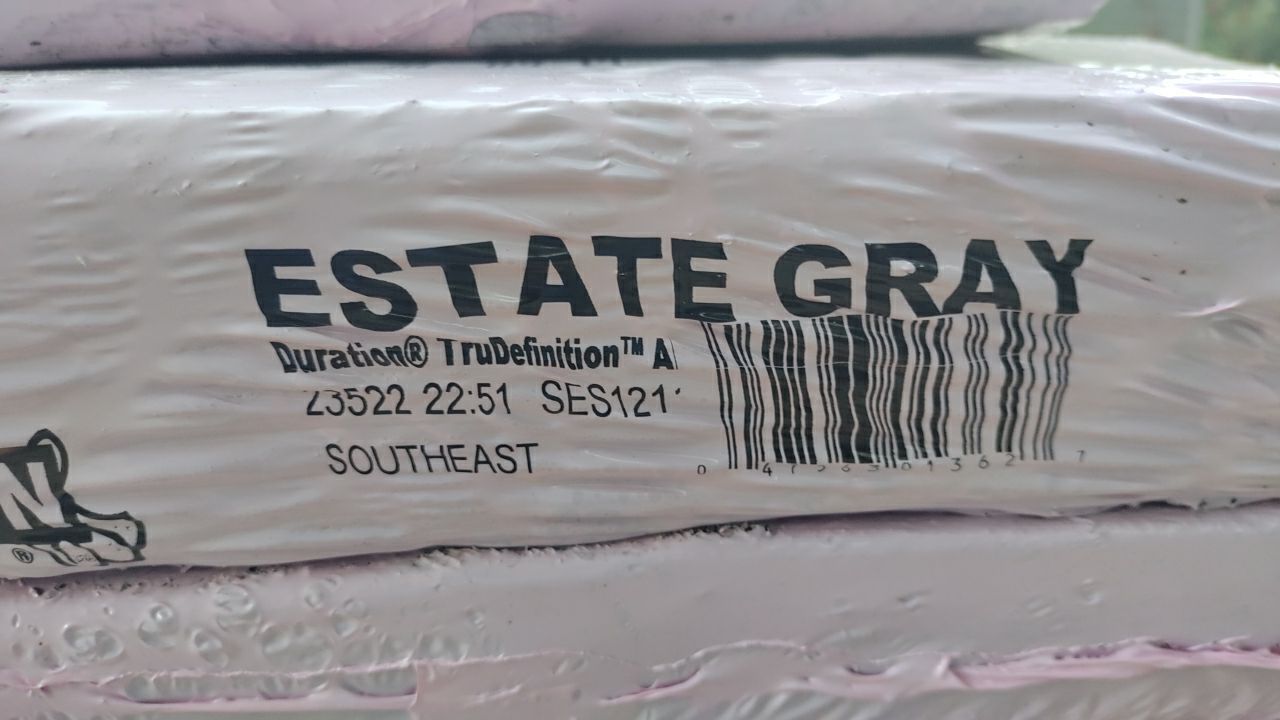 ESTATE GRAY
Duration® TruDefinition™ A
23522 22:51 SES121
SOUTHEAST
N
®